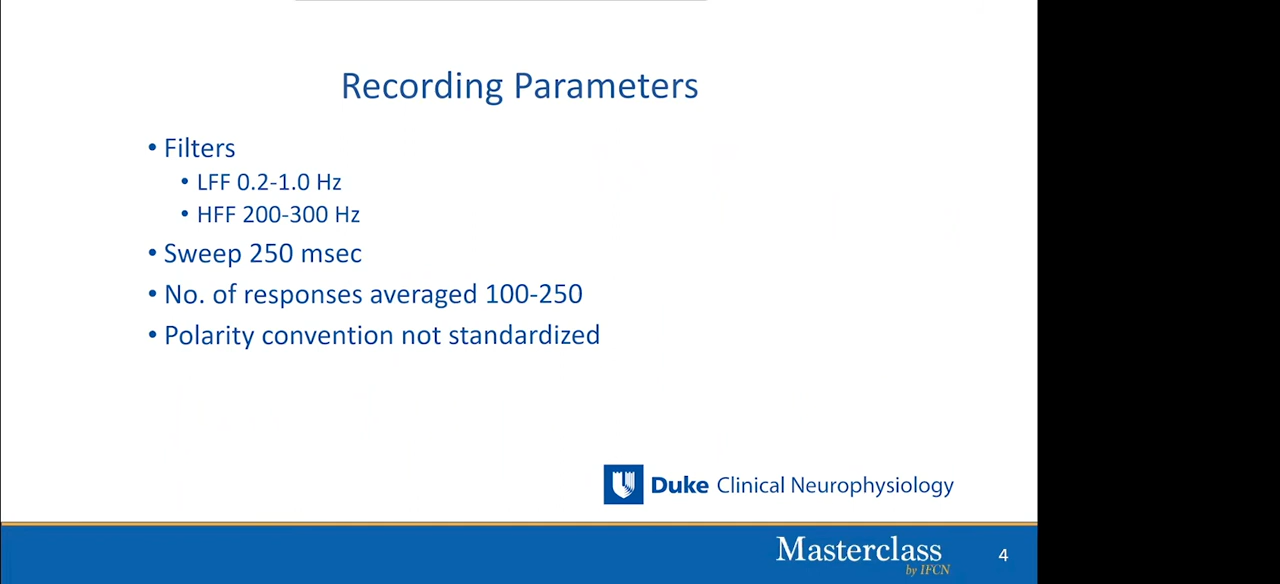 Recording Parameters
• Filters
• LFF 0.2-1.0 Hz
• HFF 200-300 Hz
• Sweep 250 msec
• No. of responses averaged 100-250
• Polarity convention not standardized
Duke Clinical Neurophysiology
Masterclass
by IFCN
4